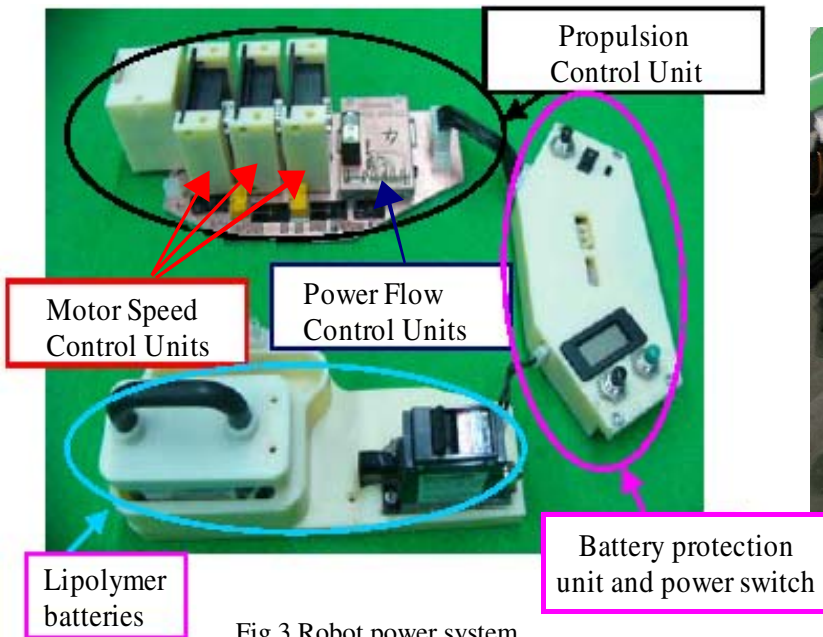 Propulsion
Control Unit
Motor Speed
Control Units
Power Flow
Control Units
Lipolymer
batteries
Battery protection
unit and power switch
Fig 3 Robot power system
4